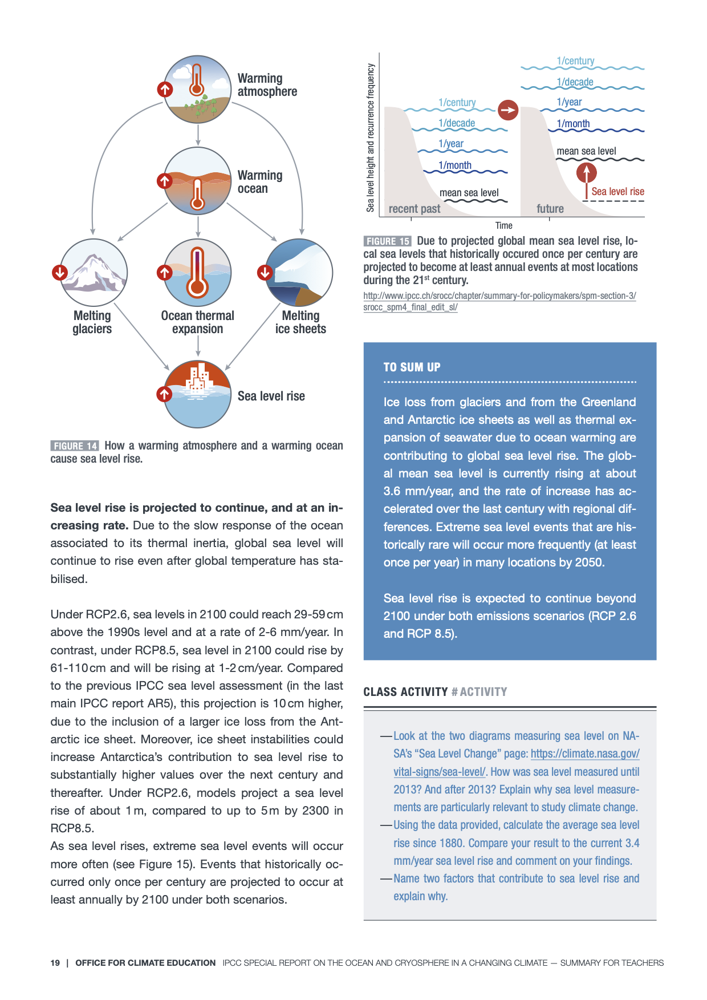 Warming
atmosphere
Warming
ocean
Melting
glaciers
Ocean thermal
expansion
Melting
ice sheets
Sea level rise
FIGURE 14 How a warming atmosphere and a warming ocean
cause sea level rise.
Sea level rise is projected to continue, and at an in-
creasing rate. Due to the slow response of the ocean
associated to its thermal inertia, global sea level will
continue to rise even after global temperature has sta-
bilised.
Under RCP2.6, sea levels in 2100 could reach 29-59 cm
above the 1990s level and at a rate of 2-6 mm/year. In
contrast, under RCP8.5, sea level in 2100 could rise by
61-110 cm and will be rising at 1-2 cm/year. Compared
to the previous IPCC sea level assessment (in the last
main IPCC report AR5), this projection is 10 cm higher,
due to the inclusion of a larger ice loss from the Ant-
arctic ice sheet. Moreover, ice sheet instabilities could
increase Antarctica's contribution to sea level rise to
substantially higher values over the next century and
thereafter. Under RCP2.6, models project a sea level
rise of about 1 m, compared to up to 5 m by 2300 in
RCP8.5.
As sea level rises, extreme sea level events will occur
more often (see Figure 15). Events that historically oc-
curred only once per century are projected to occur at
least annually by 2100 under both scenarios.
Sea level height and recurrence frequency
1/century
1/decade
1/year
1/month
mean sea level
recent past
1/century
1/decade
1/year
1/month
mean sea level
Sea level rise
future
Time
FIGURE 15 Due to projected global mean sea level rise, lo-
cal sea levels that historically occured once per century are
projected to become at least annual events at most locations
during the 21st century.
http://www.ipcc.ch/srocc/chapter/summary-for-policymakers/spm-section-3/
srocc_spm4_final_edit_sl/
TO SUM UP
Ice loss from glaciers and from the Greenland
and Antarctic ice sheets as well as thermal ex-
pansion of seawater due to ocean warming are
contributing to global sea level rise. The glob-
al mean sea level is currently rising at about
3.6 mm/year, and the rate of increase has ac-
celerated over the last century with regional dif-
ferences. Extreme sea level events that are his-
torically rare will occur more frequently (at least
once per year) in many locations by 2050.
Sea level rise is expected to continue beyond
2100 under both emissions scenarios (RCP 2.6
and RCP 8.5).
CLASS ACTIVITY # ACTIVITY
— Look at the two diagrams measuring sea level on NA-
SA's “Sea Level Change” page: https://climate.nasa.gov/
vital-signs/sea-level/. How was sea level measured until
2013? And after 2013? Explain why sea level measure-
ments are particularly relevant to study climate change.
— Using the data provided, calculate the average sea level
rise since 1880. Compare your result to the current 3.4
mm/year sea level rise and comment on your findings.
— Name two factors that contribute to sea level rise and
explain why.
19 | OFFICE FOR CLIMATE EDUCATION IPCC SPECIAL REPORT ON THE OCEAN AND CRYOSPHERE IN A CHANGING CLIMATE — SUMMARY FOR TEACHERS